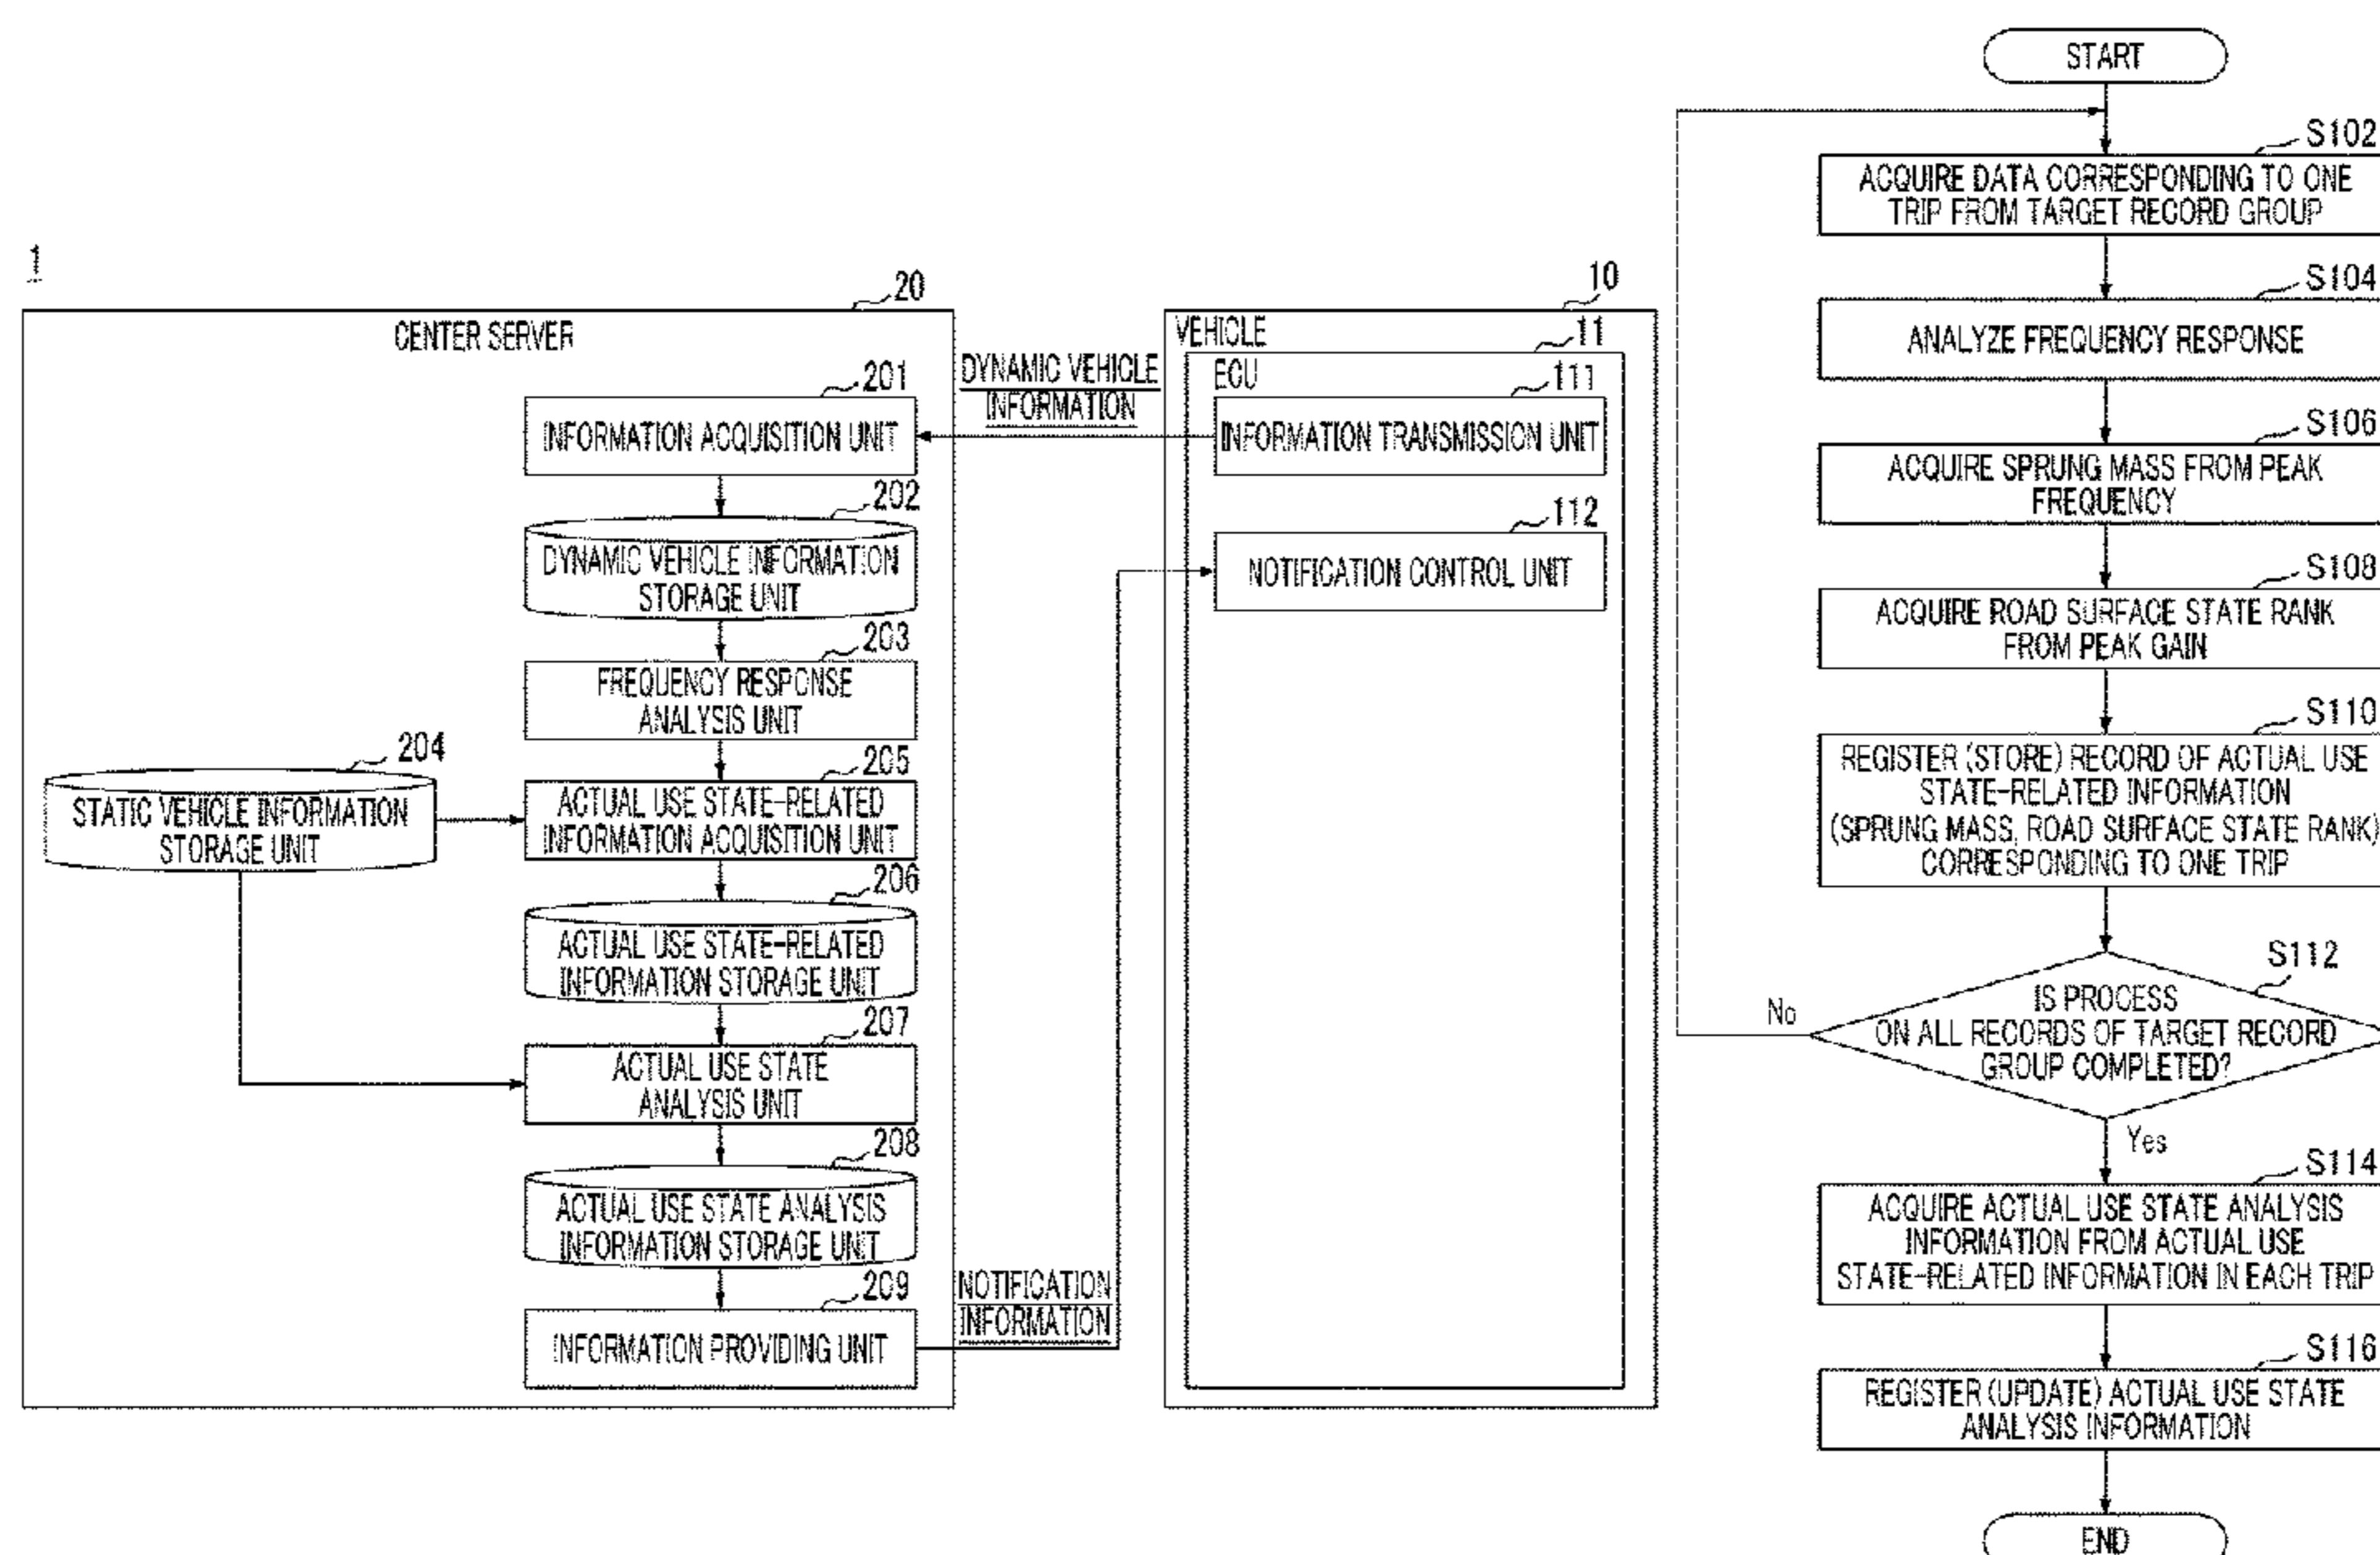 1
20
CENTER SERVER
201
INFORMATION ACQUISITION UNIT
202
DYNAMIC VEHICLE INFORMATION
STORAGE UNIT
203
FREQUENCY RESPONSE
ANALYSIS UNIT
204
STATIC VEHICLE INFORMATION
STORAGE UNIT
205
ACTUAL USE STATE-RELATED
INFORMATION ACQUISITION UNIT
206
ACTUAL USE STATE-RELATED
INFORMATION STORAGE UNIT
207
ACTUAL USE STATE
ANALYSIS UNIT
208
ACTUAL USE STATE ANALYSIS
INFORMATION STORAGE UNIT
209
INFORMATION PROVIDING UNIT
DYNAMIC VEHICLE
INFORMATION
NOTIFICATION
INFORMATION
10
VEHICLE
11
ECU
111
INFORMATION TRANSMISSION UNIT
112
NOTIFICATION CONTROL UNIT
START
S102
ACQUIRE DATA CORRESPONDING TO ONE
TRIP FROM TARGET RECORD GROUP
S104
ANALYZE FREQUENCY RESPONSE
S106
ACQUIRE SPRUNG MASS FROM PEAK
FREQUENCY
S108
ACQUIRE ROAD SURFACE STATE RANK
FROM PEAK GAIN
S110
REGISTER (STORE) RECORD OF ACTUAL USE
STATE-RELATED INFORMATION
(SPRUNG MASS, ROAD SURFACE STATE RANK)
CORRESPONDING TO ONE TRIP
S112
IS PROCESS
ON ALL RECORDS OF TARGET RECORD
GROUP COMPLETED?
No
Yes
S114
ACQUIRE ACTUAL USE STATE ANALYSIS
INFORMATION FROM ACTUAL USE
STATE-RELATED INFORMATION IN EACH TRIP
S116
REGISTER (UPDATE) ACTUAL USE STATE
ANALYSIS INFORMATION
END